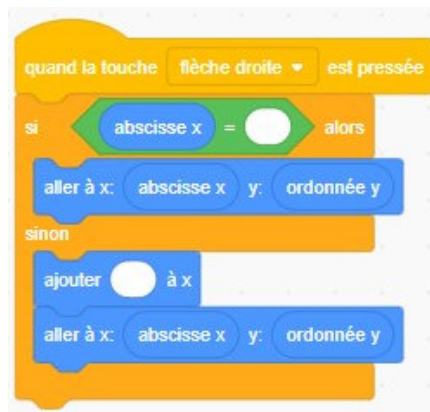 quand la touche flèche droite est pressée
si abscisse x = alors
aller à x: abscisse x y: ordonnée y
sinon
ajouter à x
aller à x: abscisse x y: ordonnée y